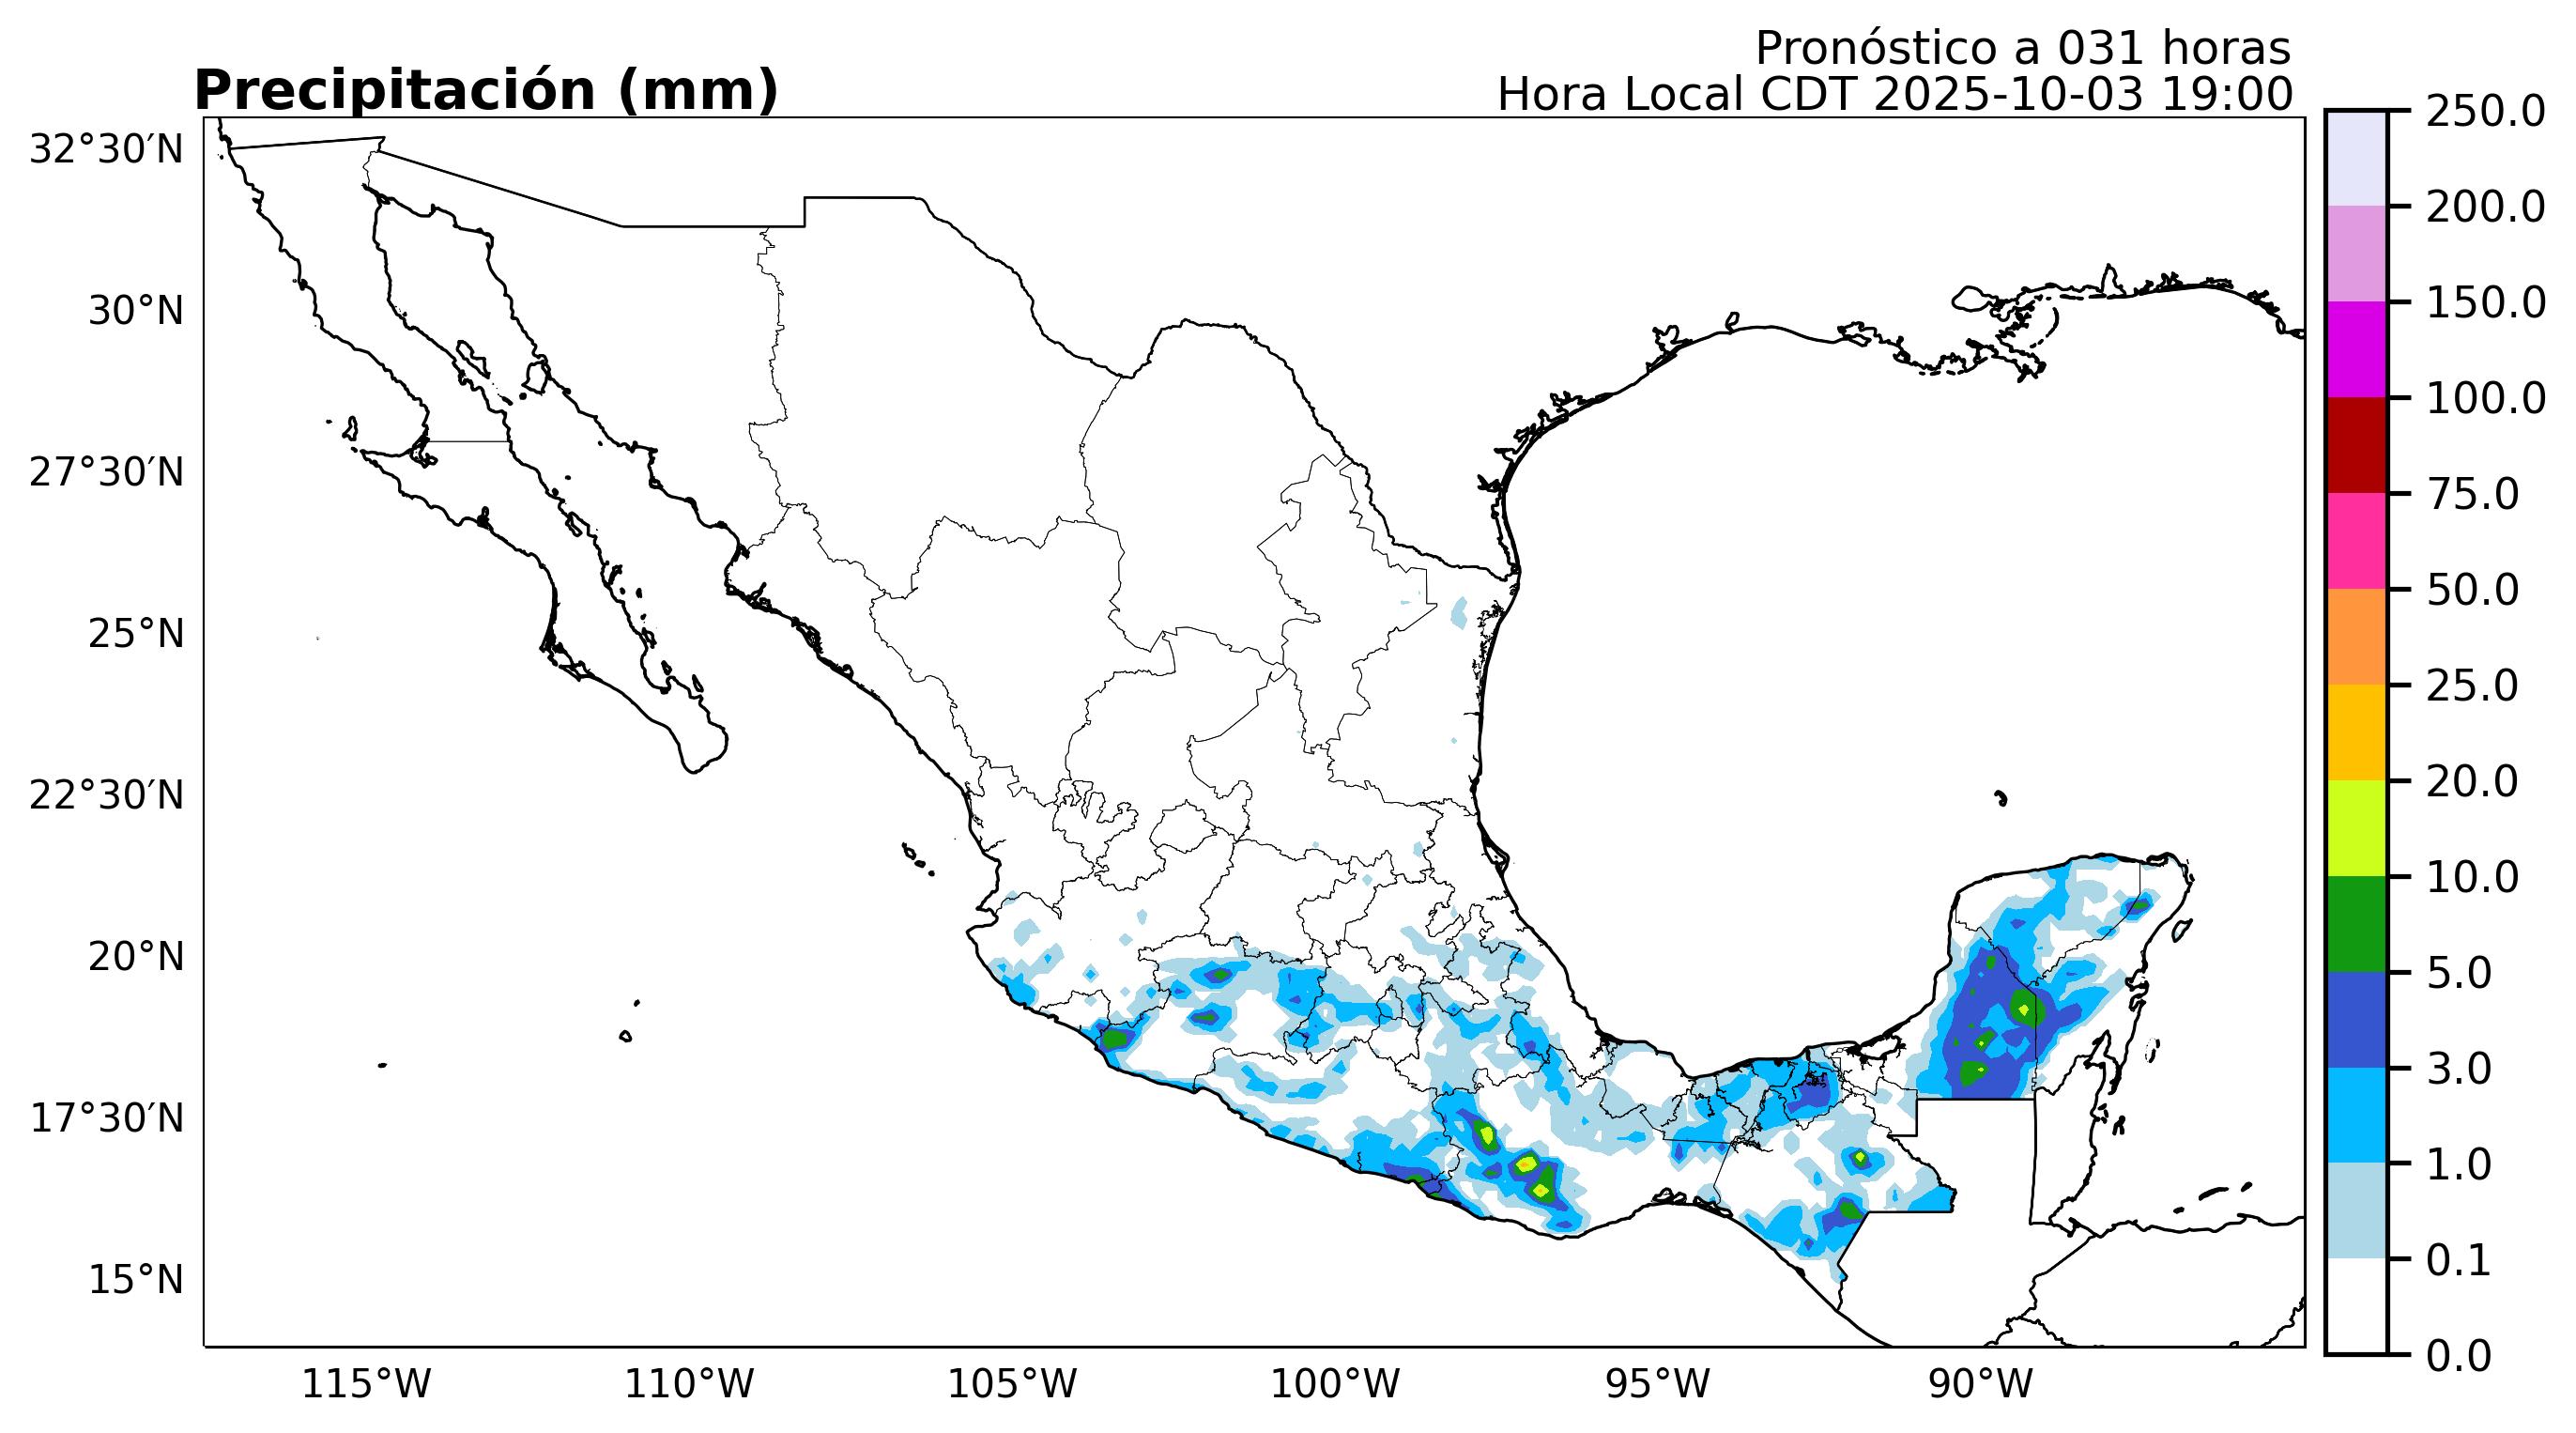 Pronóstico a 031 horas
Precipitación (mm)
Hora Local CDT 2025-10-03 19:00
32°30′N
30°N
27°30′N
25°N
22°30′N
20°N
17°30′N
15°N
115°W
110°W
105°W
100°W
95°W
90°W
250.0
200.0
150.0
100.0
75.0
50.0
25.0
20.0
10.0
5.0
3.0
1.0
0.1
0.0